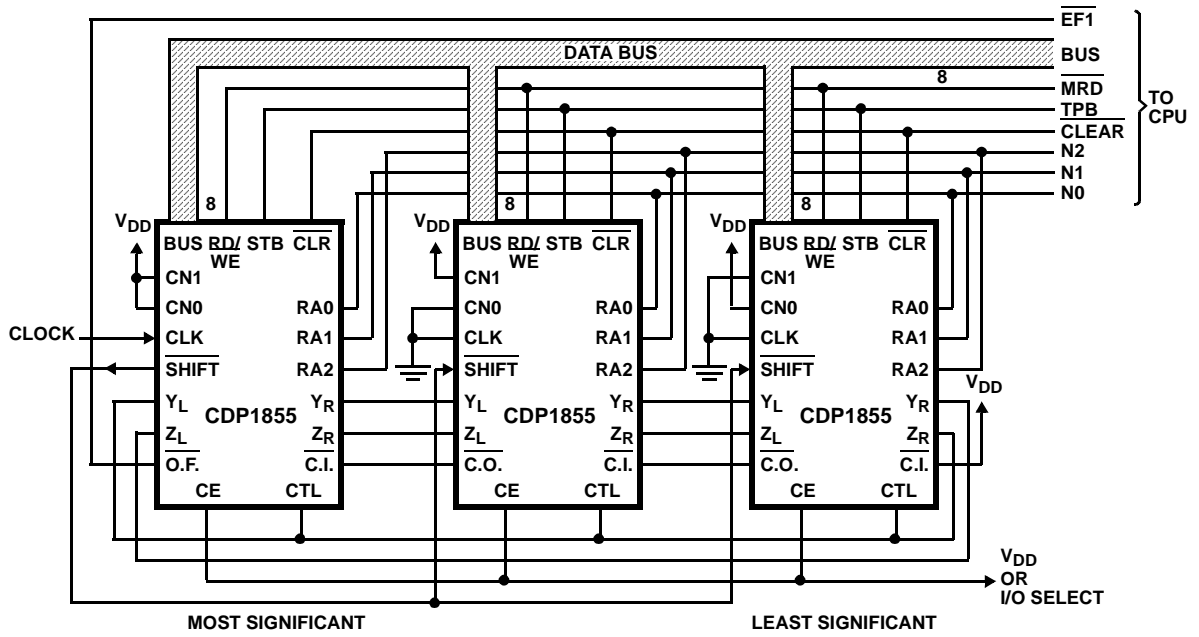 EF1
DATA BUS
BUS
8
MRD
TPB
TO
CPU
CLEAR
N2
N1
N0
8
8
8
VDD
VDD
VDD
BUS RD/ STB CLR
WE
CN1
CN0
CLK
SHIFT
YL
ZL
O.F.
RA0
RA1
RA2
YR
ZR
C.I.
CDP1855
CE
CTL
CLOCK
BUS RD/ STB CLR
WE
CN1
CN0
CLK
SHIFT
YL
ZL
C.O.
RA0
RA1
RA2
YR
ZR
C.I.
CDP1855
CE
CTL
BUS RD/ STB CLR
WE
CN1
CN0
CLK
SHIFT
YL
ZL
C.O.
RA0
RA1
RA2
YR
ZR
C.I.
CDP1855
CE
CTL
VDD
VDD
OR
I/O SELECT
MOST SIGNIFICANT
LEAST SIGNIFICANT